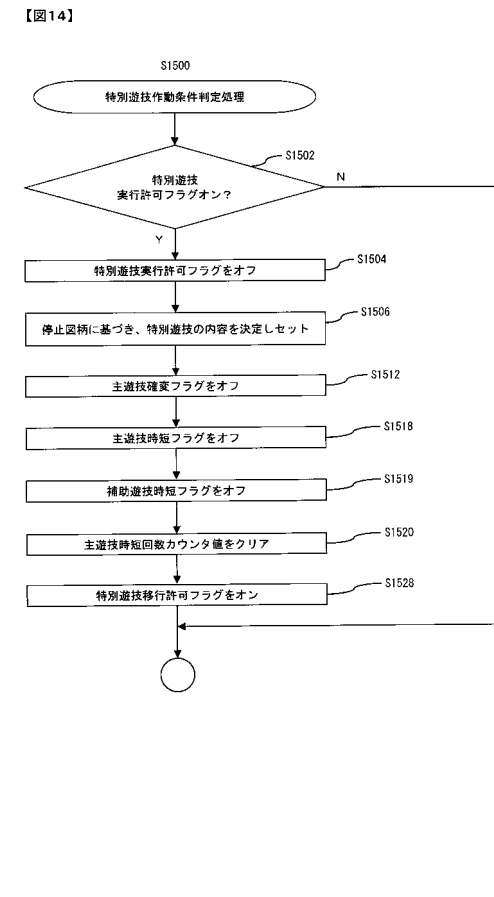 【図14】
S1500
特別遊技作動条件判定処理
S1502
特別遊技
実行許可フラグオン？
N
Y
S1504
特別遊技実行許可フラグをオフ
S1506
停止図柄に基づき、特別遊技の内容を決定しセット
S1512
主遊技確変フラグをオフ
S1518
主遊技時短フラグをオフ
S1519
補助遊技時短フラグをオフ
S1520
主遊技時短回数カウンタ値をクリア
S1528
特別遊技移行許可フラグをオン